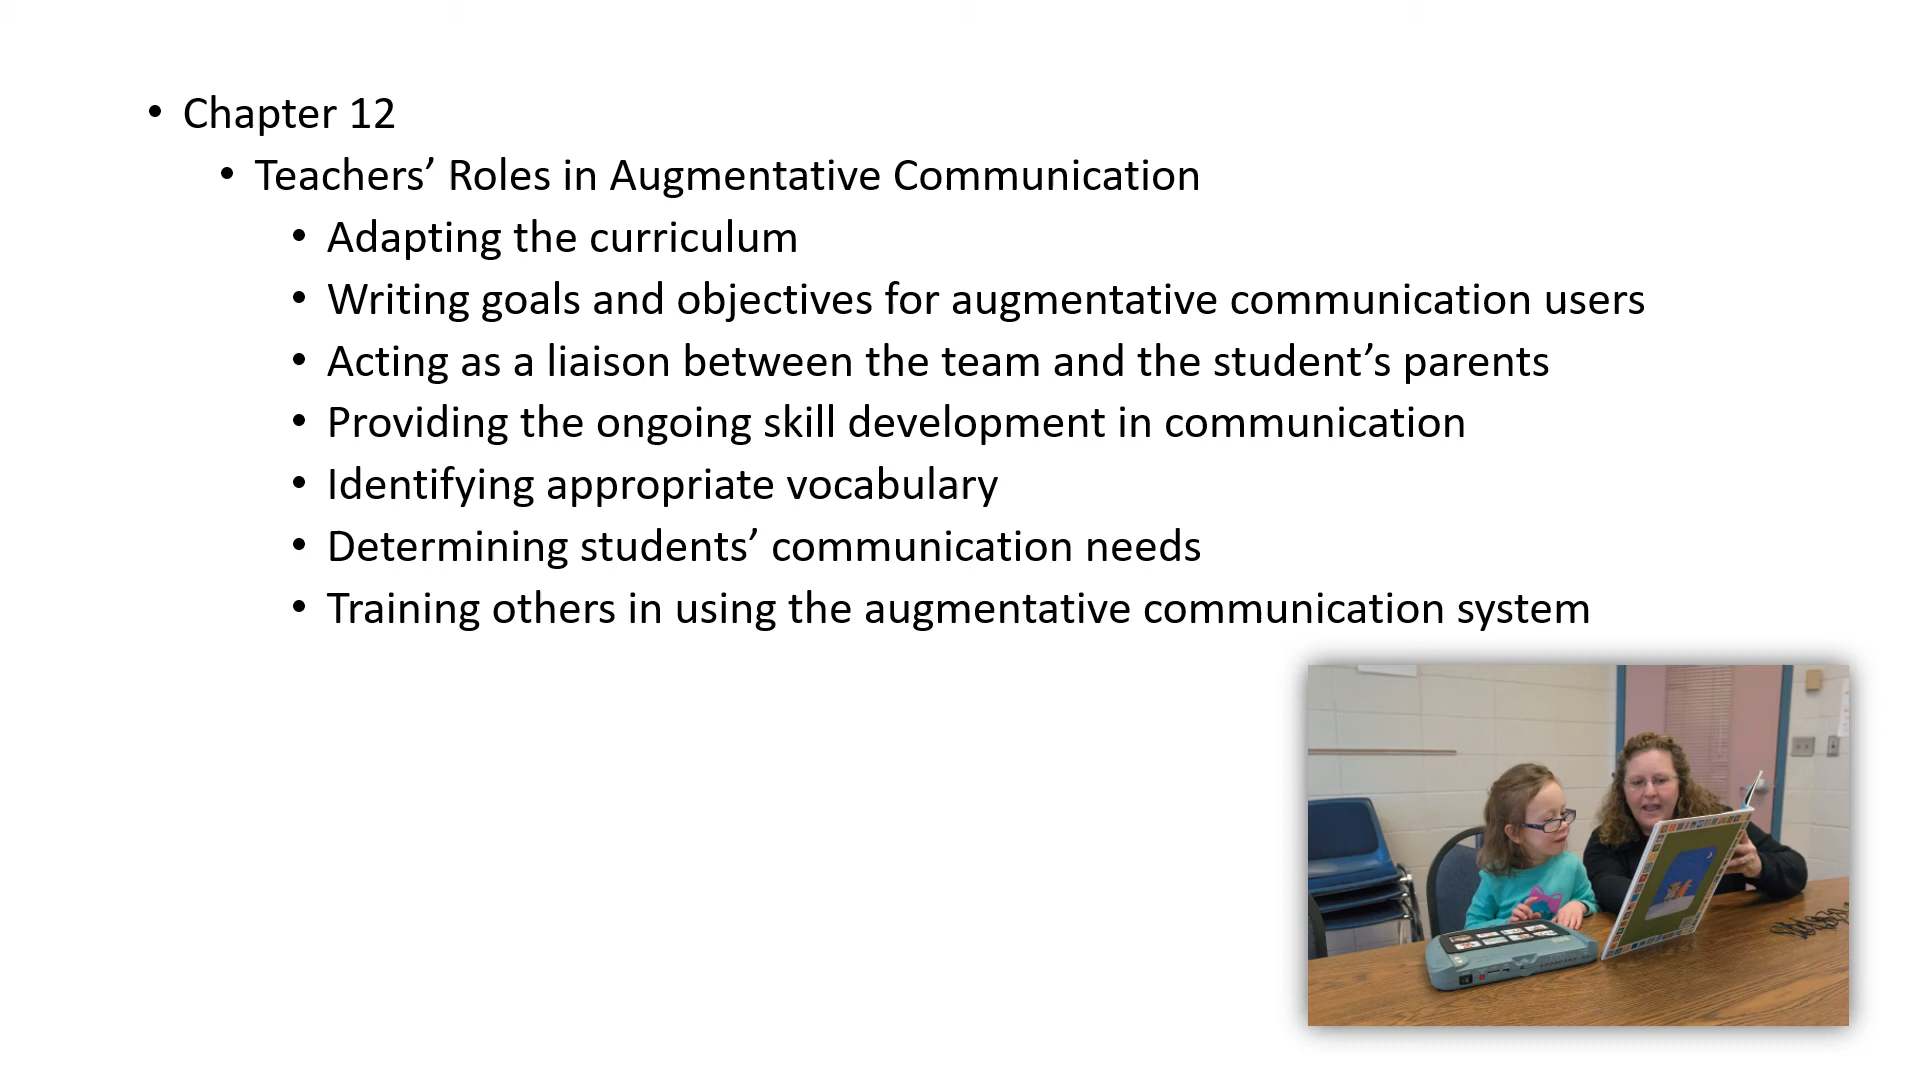 • Chapter 12
• Teachers’ Roles in Augmentative Communication
• Adapting the curriculum
• Writing goals and objectives for augmentative communication users
• Acting as a liaison between the team and the student’s parents
• Providing the ongoing skill development in communication
• Identifying appropriate vocabulary
• Determining students’ communication needs
• Training others in using the augmentative communication system